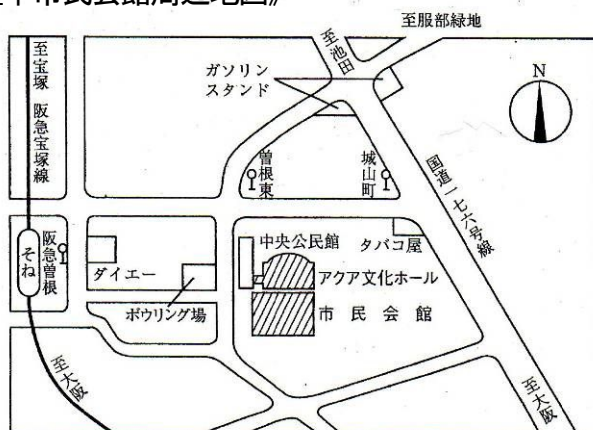 市民会館周辺地図》
至服部緑地
至池田
至宝塚 阪急宝塚線
ガソリン
スタンド
N
曽根東
城山町
国道一七六号線
そね
阪急曽根
ダイエー
ボウリング場
中央公民館
タバコ屋
アクア文化ホール
市民会館
至大阪
至大阪